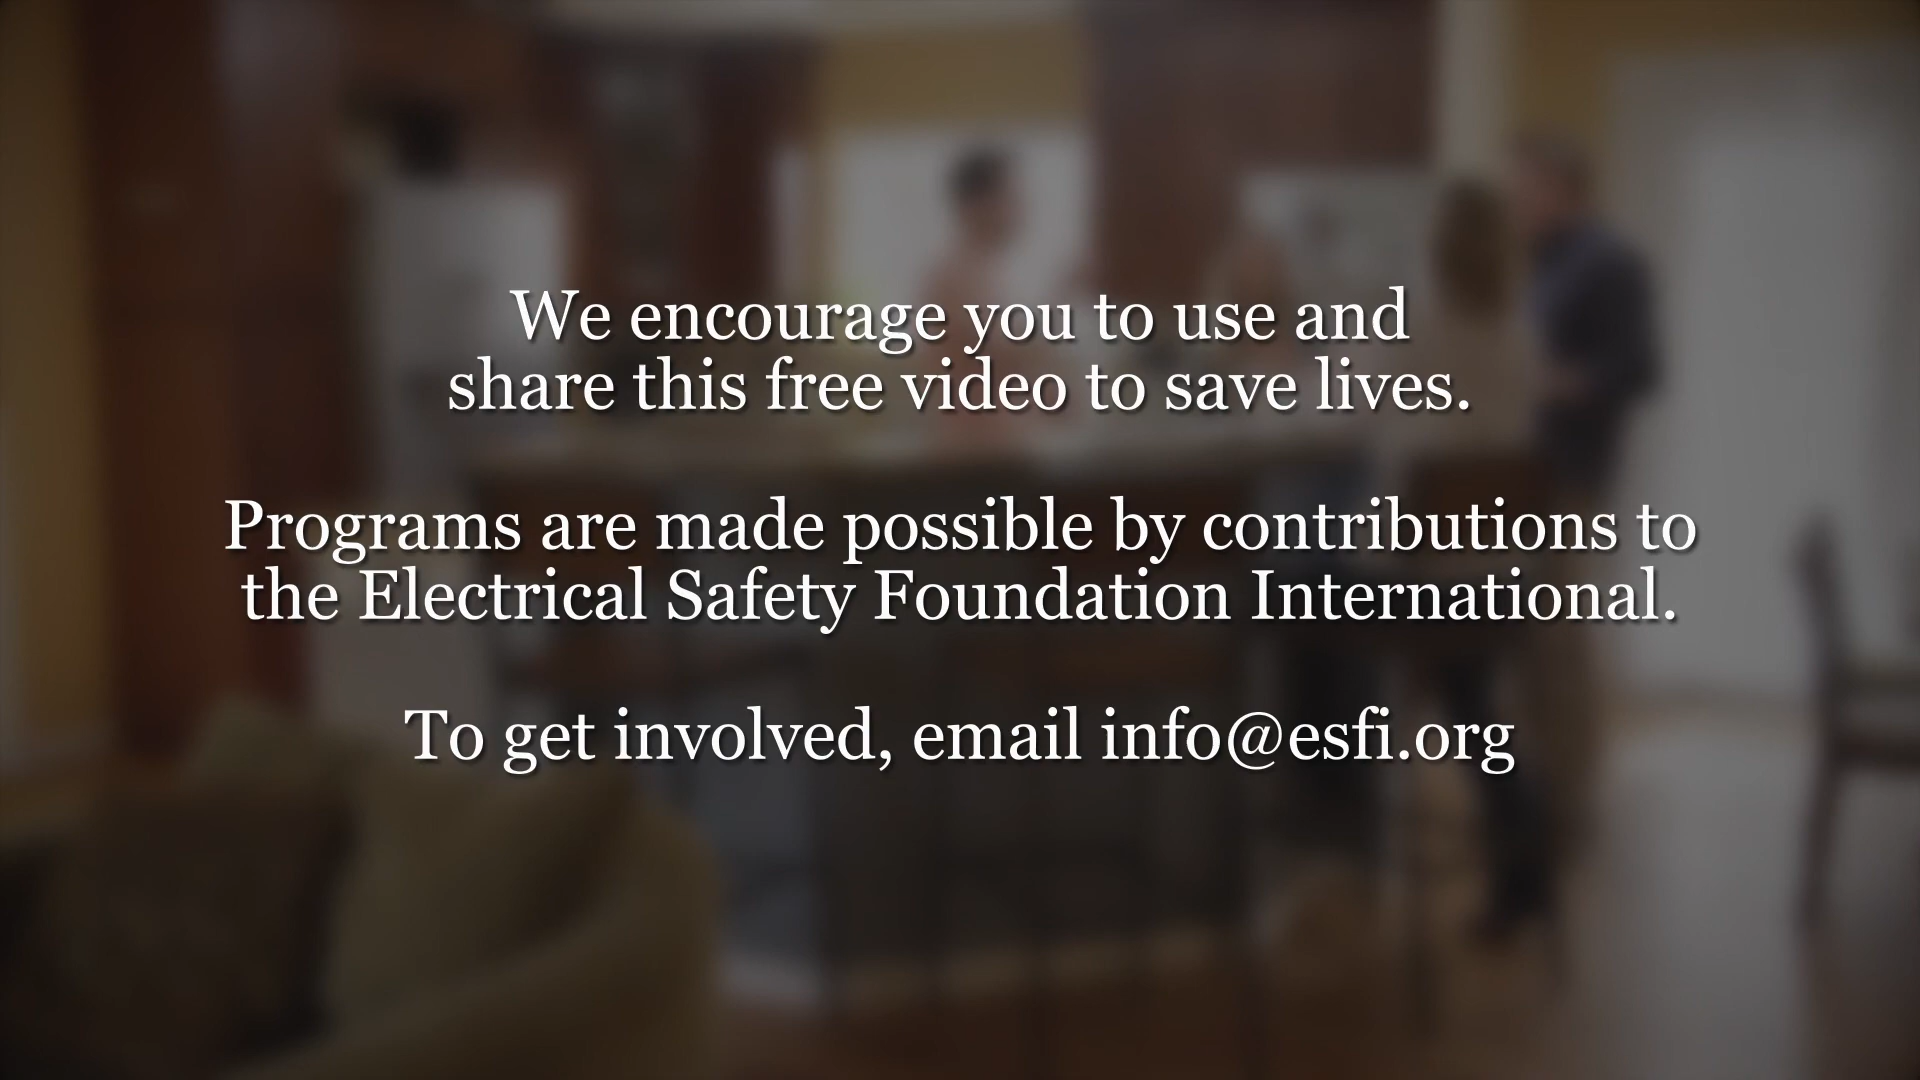 We encourage you to use and
share this free video to save lives.
Programs are made possible by contributions to
the Electrical Safety Foundation International.
To get involved, email info@esfi.org